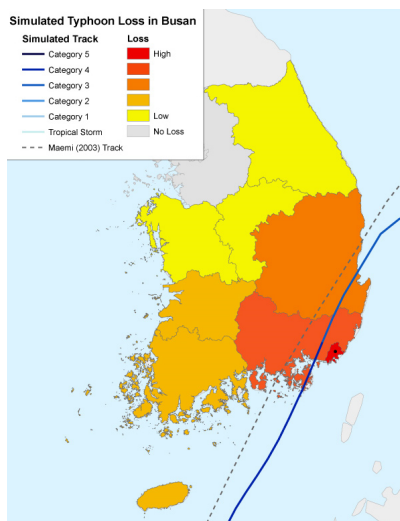 Simulated Typhoon Loss in Busan
Simulated Track
Category 5
Category 4
Category 3
Category 2
Category 1
Tropical Storm
Maemi (2003) Track
Loss
High
Low
No Loss